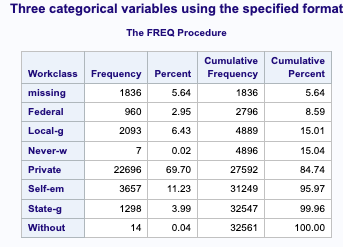 Three categorical variables using the specified format
The FREQ Procedure
Workclass Frequency Percent Cumulative Frequency Cumulative Percent
missing 1836 5.64 1836 5.64
Federal 960 2.95 2796 8.59
Local-g 2093 6.43 4889 15.01
Never-w 7 0.02 4896 15.04
Private 22696 69.70 27592 84.74
Self-em 3657 11.23 31249 95.97
State-g 1298 3.99 32547 99.96
Without 14 0.04 32561 100.00